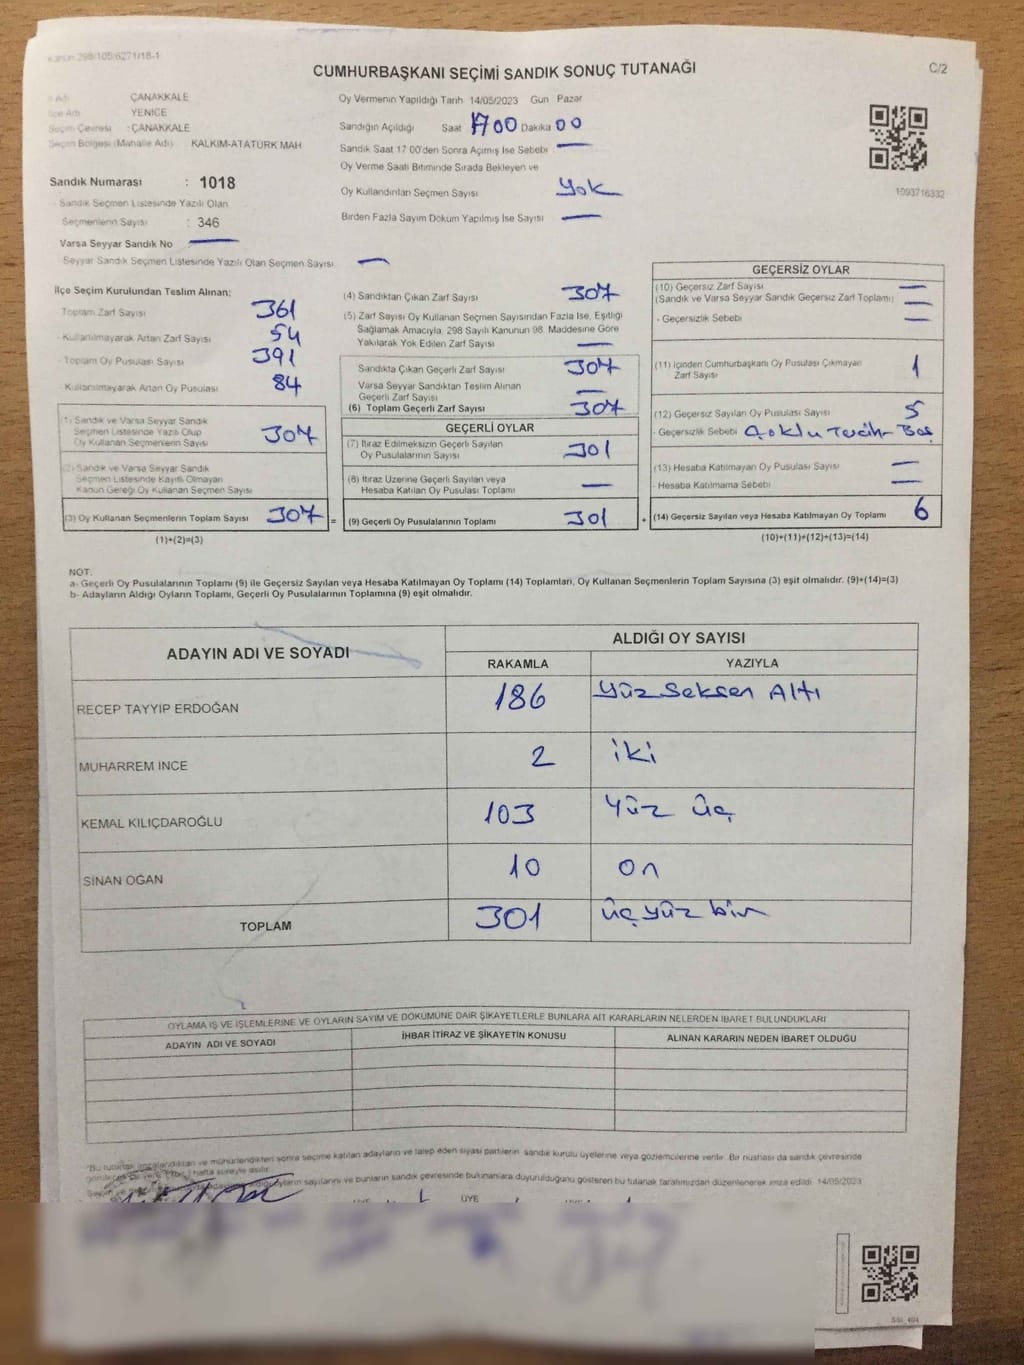 Kanun 298/105/6271/18-1
CUMHURBAŞKANI SEÇİMİ SANDIK SONUÇ TUTANAĞI
C/2
İl Adı ÇANAKKALE
İlçe Adı YENİCE
Seçim Çevresi : ÇANAKKALE
Seçim Bölgesi (Mahalle Adı) KALKIM-ATATÜRK MAH
Sandık Numarası : 1018
Sandık Seçmen Listesinde Yazılı Olan
Seçmenlerin Sayısı : 346
Varsa Seyyar Sandık No —
Seyyar Sandık Seçmen Listesinde Yazılı Olan Seçmen Sayısı —
Oy Vermenin Yapıldığı Tarih 14/05/2023 Gün Pazar
Sandığın Açıldığı Saat 1700 Dakika 00
Sandık Saat 17:00'den Sonra Açılmış İse Sebebi —
Oy Verme Saati Bitiminde Sırada Bekleyen ve
Oy Kullandırılan Seçmen Sayısı Yok
Birden Fazla Sayım Döküm Yapılmış İse Sayısı —
1093716332
İlçe Seçim Kurulundan Teslim Alınan;
Toplam Zarf Sayısı 361
- Kullanılmayarak Artan Zarf Sayısı 54
- Toplam Oy Pusulası Sayısı 391
Kullanılmayarak Artan Oy Pusulası 84
(1) Sandık ve Varsa Seyyar Sandık
Seçmen Listesinde Yazılı Olup
Oy Kullanan Seçmenlerin Sayısı 307
(2) Sandık ve Varsa Seyyar Sandık
Seçmen Listesinde Kayıtlı Olmayan
Kanun Gereği Oy Kullanan Seçmen Sayısı
(3) Oy Kullanan Seçmenlerin Toplam Sayısı 307 =
(1)+(2)=(3)
(4) Sandıktan Çıkan Zarf Sayısı 307
(5) Zarf Sayısı Oy Kullanan Seçmen Sayısından Fazla İse, Eşitliği
Sağlamak Amacıyla, 298 Sayılı Kanunun 98. Maddesine Göre
Yakılarak Yok Edilen Zarf Sayısı —
Sandıkta Çıkan Geçerli Zarf Sayısı 307
Varsa Seyyar Sandıktan Teslim Alınan
Geçerli Zarf Sayısı —
(6) Toplam Geçerli Zarf Sayısı 307
GEÇERLİ OYLAR
(7) İtiraz Edilmeksizin Geçerli Sayılan
Oy Pusulalarının Sayısı 301
(8) İtiraz Üzerine Geçerli Sayılan veya
Hesaba Katılan Oy Pusulası Toplamı —
(9) Geçerli Oy Pusulalarının Toplamı 301 +
GEÇERSİZ OYLAR
(10) Geçersiz Zarf Sayısı —
(Sandık ve Varsa Seyyar Sandık Geçersiz Zarf Toplamı) —
- Geçersizlik Sebebi —
(11) İçinden Cumhurbaşkanı Oy Pusulası Çıkmayan
Zarf Sayısı 1
(12) Geçersiz Sayılan Oy Pusulası Sayısı 5
- Geçersizlik Sebebi Çoklu Tercih - Boş
(13) Hesaba Katılmayan Oy Pusulası Sayısı —
- Hesaba Katılmama Sebebi —
(14) Geçersiz Sayılan veya Hesaba Katılmayan Oy Toplamı 6
(10)+(11)+(12)+(13)=(14)
NOT:
a- Geçerli Oy Pusulalarının Toplamı (9) ile Geçersiz Sayılan veya Hesaba Katılmayan Oy Toplamı (14) Toplamları, Oy Kullanan Seçmenlerin Toplam Sayısına (3) eşit olmalıdır. (9)+(14)=(3)
b- Adayların Aldığı Oyların Toplamı, Geçerli Oy Pusulalarının Toplamına (9) eşit olmalıdır.
ADAYIN ADI VE SOYADI
ALDIĞI OY SAYISI
RAKAMLA YAZIYLA
RECEP TAYYİP ERDOĞAN 186 Yüz Seksen Altı
MUHARREM İNCE 2 iki
KEMAL KILIÇDAROĞLU 103 Yüz üç
SİNAN OĞAN 10 on
TOPLAM 301 üçyüz bir
OYLAMA İŞ VE İŞLEMLERİNE VE OYLARIN SAYIM VE DÖKÜMÜNE DAİR ŞİKAYETLERLE BUNLARA AİT KARARLARIN NELERDEN İBARET BULUNDUKLARI
ADAYIN ADI VE SOYADI İHBAR İTİRAZ VE ŞİKAYETİN KONUSU ALINAN KARARIN NEDEN İBARET OLDUĞU
"Bu tutanak imzalandıktan ve mühürlendikten sonra seçime katılan adayların ve talep eden siyasi partilerin sandık kurulu üyelerine veya gözlemcilerine verilir. Bir nüshası da sandık çevresinde
hafta süreyle asılır.
sayılarını ve bunların sandık çevresinde bulunanlara duyurulduğunu gösteren bu tutanak tarafımızdan düzenlenerek imza edildi. 14/05/2023
ÜYE